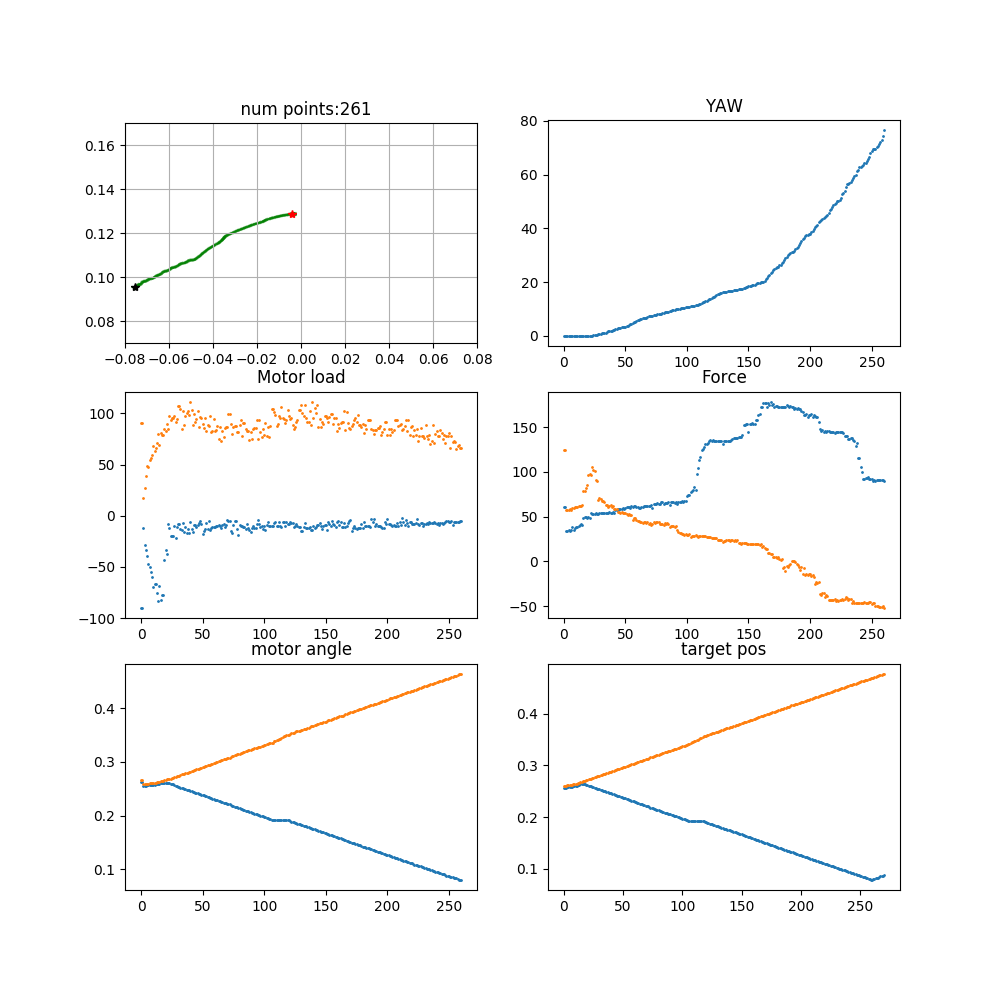 num points:261
0.16
0.14
0.12
0.10
0.08
−0.08 −0.06 −0.04 −0.02 0.00 0.02 0.04 0.06 0.08
YAW
80
60
40
20
0
0 50 100 150 200 250
Motor load
100
50
0
−50
−100
0 50 100 150 200 250
Force
150
100
50
0
−50
0 50 100 150 200 250
motor angle
0.4
0.3
0.2
0.1
0 50 100 150 200 250
target pos
0.4
0.3
0.2
0.1
0 50 100 150 200 250